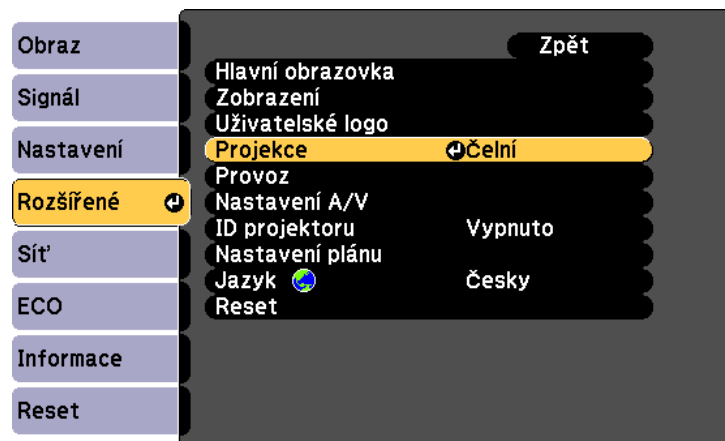 Obraz
Signál
Nastavení
Rozšířené
Síť
ECO
Informace
Reset
Zpět
Hlavní obrazovka
Zobrazení
Uživatelské logo
Projekce Čelní
Provoz
Nastavení A/V
ID projektoru Vypnuto
Nastavení plánu
Jazyk Česky
Reset